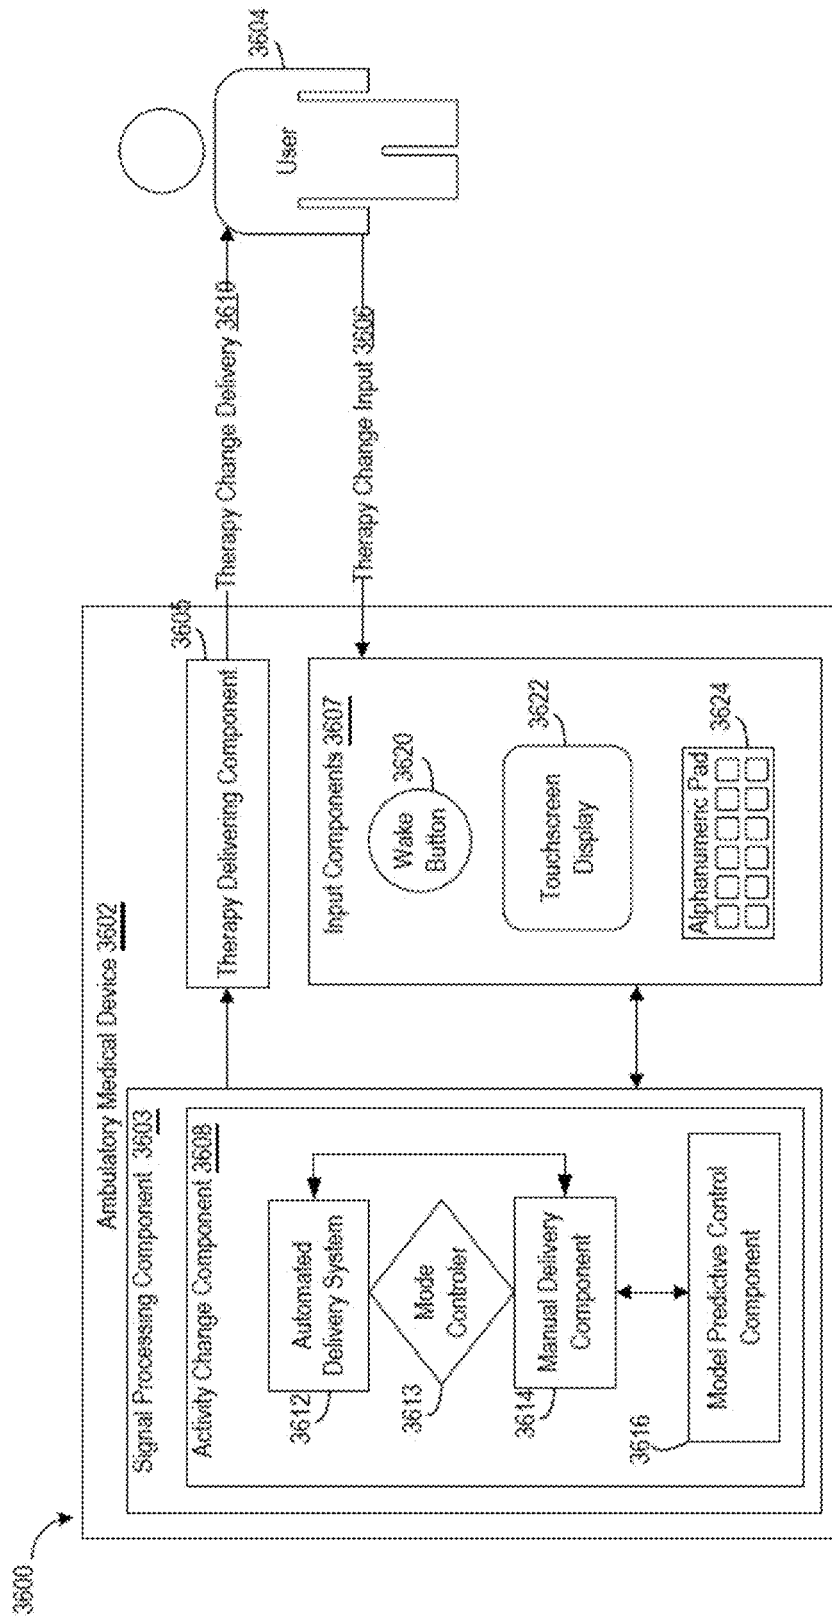 3600
Ambulatory Medical Device 3602
Signal Processing Component 3603
Activity Change Component 3608
Automated
Delivery System
3612
Mode
Controler
3613
Manual Delivery
Component
3614
Model Predictive Control
Component
3616
Therapy Delivering Component
3605
Input Components 3607
Wake
Button
3620
Touchscreen
Display
3622
Alphanumeric Pad
3624
Therapy Change Delivery 3610
Therapy Change Input 3606
User
3604